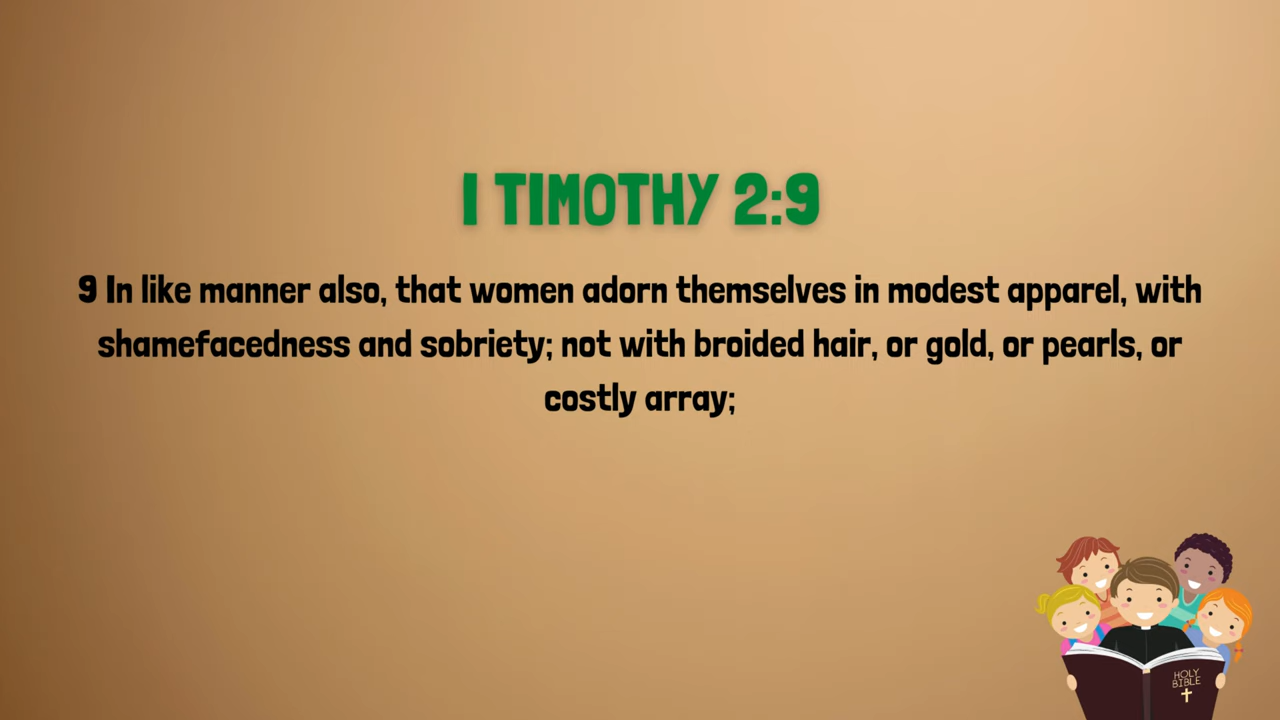 I TIMOTHY 2:9
9 In like manner also, that women adorn themselves in modest apparel, with
shamefacedness and sobriety; not with broided hair, or gold, or pearls, or
costly array;
HOLY
BIBLE